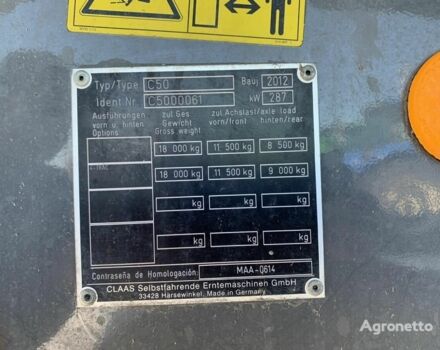 Typ/Type C50 Bauj 2012
Ident Nr. C5000061 kW 287
Ausführungen vorn u. hinten Options
zul Ges Gewicht Gross weight
zul Achslast/axle load vorn/front hinten/rear
18 000 kg 11 500 kg 8 500 kg
4-TRAC
18 000 kg 11 500 kg 9 000 kg
kg kg kg
kg kg kg
Contraseña de Homologación: MAA-0614
CLAAS Selbstfahrende Erntemaschinen GmbH
33428 Harsewinkel, Made in Germany
Agronetto